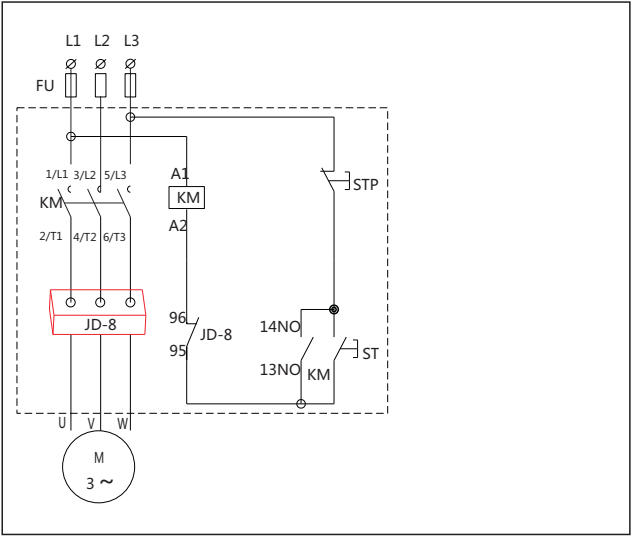 L1 L2 L3
FU
1/L1 3/L2 5/L3
A1
KM
KM
STP
A2
2/T1 4/T2 6/T3
96
JD-8
JD-8
14NO
95
ST
13NO
KM
U V W
M
3 ~